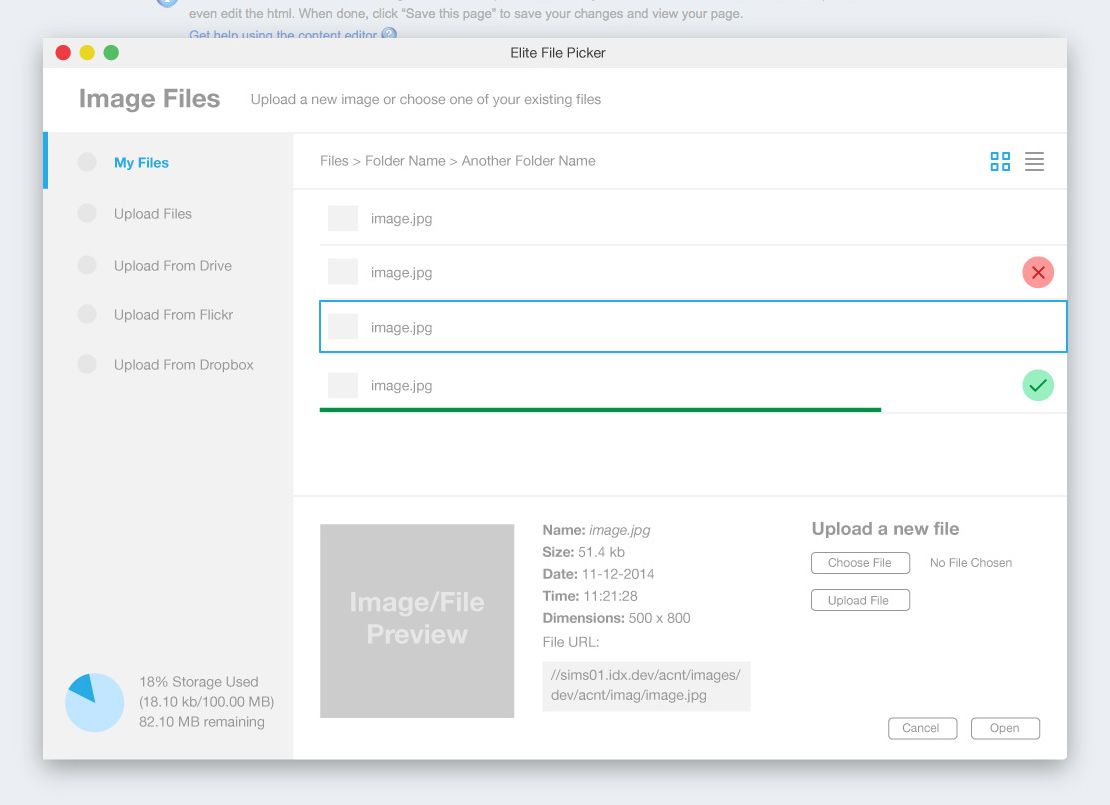 even edit the html. When done, click “Save this page” to save your changes and view your page.
Get help using the content editor
Elite File Picker
Image Files
Upload a new image or choose one of your existing files
My Files
Upload Files
Upload From Drive
Upload From Flickr
Upload From Dropbox
18% Storage Used
(18.10 kb/100.00 MB)
82.10 MB remaining
Files > Folder Name > Another Folder Name
image.jpg
image.jpg
image.jpg
image.jpg
Image/File
Preview
Name: image.jpg
Size: 51.4 kb
Date: 11-12-2014
Time: 11:21:28
Dimensions: 500 x 800
File URL:
//sims01.idx.dev/acnt/images/
dev/acnt/imag/image.jpg
Upload a new file
Choose File
No File Chosen
Upload File
Cancel
Open